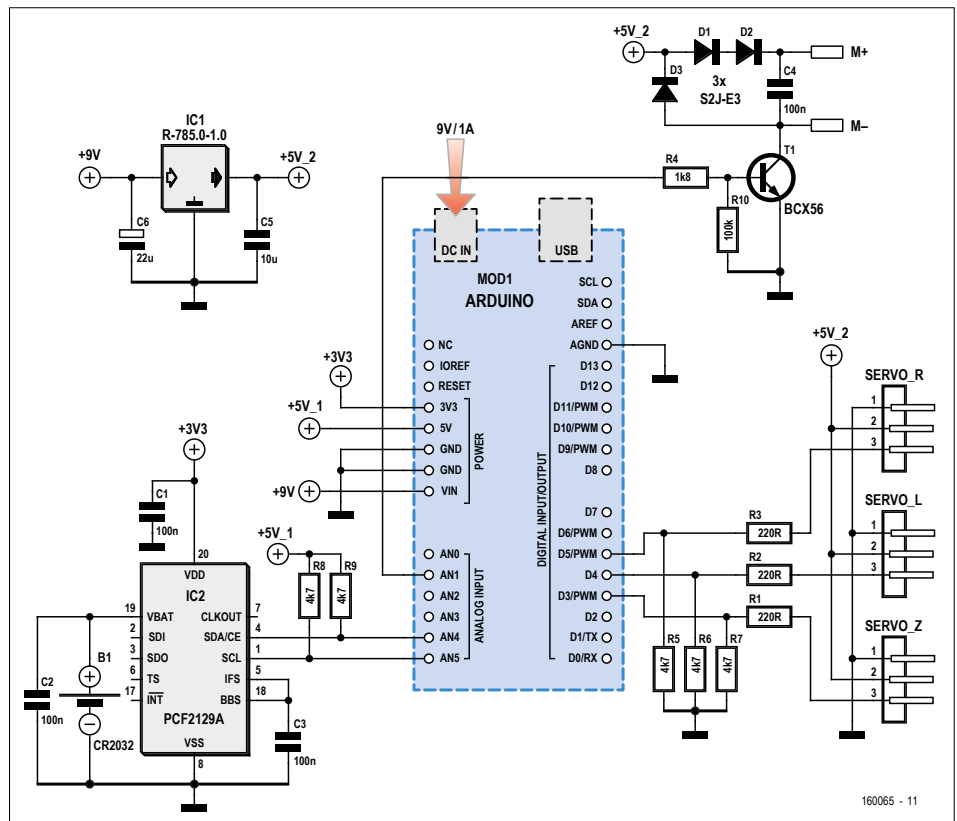 +5V_2
D1
D2
D3
3x
S2J-E3
C4
100n
M+
M–
T1
BCX56
R4
1k8
R10
100k
IC1
R-785.0-1.0
+9V
+5V_2
C6
22u
C5
10u
9V/1A
DC IN
USB
MOD1
ARDUINO
SCL
SDA
AREF
AGND
D13
D12
D11/PWM
D10/PWM
D9/PWM
D8
D7
D6/PWM
D5/PWM
D4
D3/PWM
D2
D1/TX
D0/RX
DIGITAL INPUT/OUTPUT
NC
IOREF
RESET
3V3
5V
GND
GND
VIN
POWER
AN0
AN1
AN2
AN3
AN4
AN5
ANALOG INPUT
+3V3
+5V_1
+9V
+3V3
C1
100n
+5V_1
R8
4k7
R9
4k7
20
VDD
IC2
19
VBAT
CLKOUT
7
2
SDI
SDA/CE
4
3
SDO
SCL
1
6
TS
IFS
5
17
INT
BBS
18
PCF2129A
VSS
8
C2
100n
B1
CR2032
C3
100n
R3
220R
R2
220R
R1
220R
R5
4k7
R6
4k7
R7
4k7
+5V_2
SERVO_R
1
2
3
SERVO_L
1
2
3
SERVO_Z
1
2
3
160065 - 11